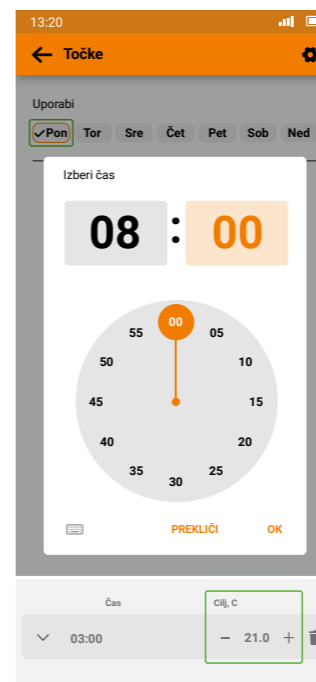 13:20
Točke
Uporabi
Pon Tor Sre Čet Pet Sob Ned
Izberi čas
08 : 00
00
55 05
50 10
45 15
40 20
35 25
30
PREKLIČI OK
Čas Cilj, C
03:00 − 21.0 +